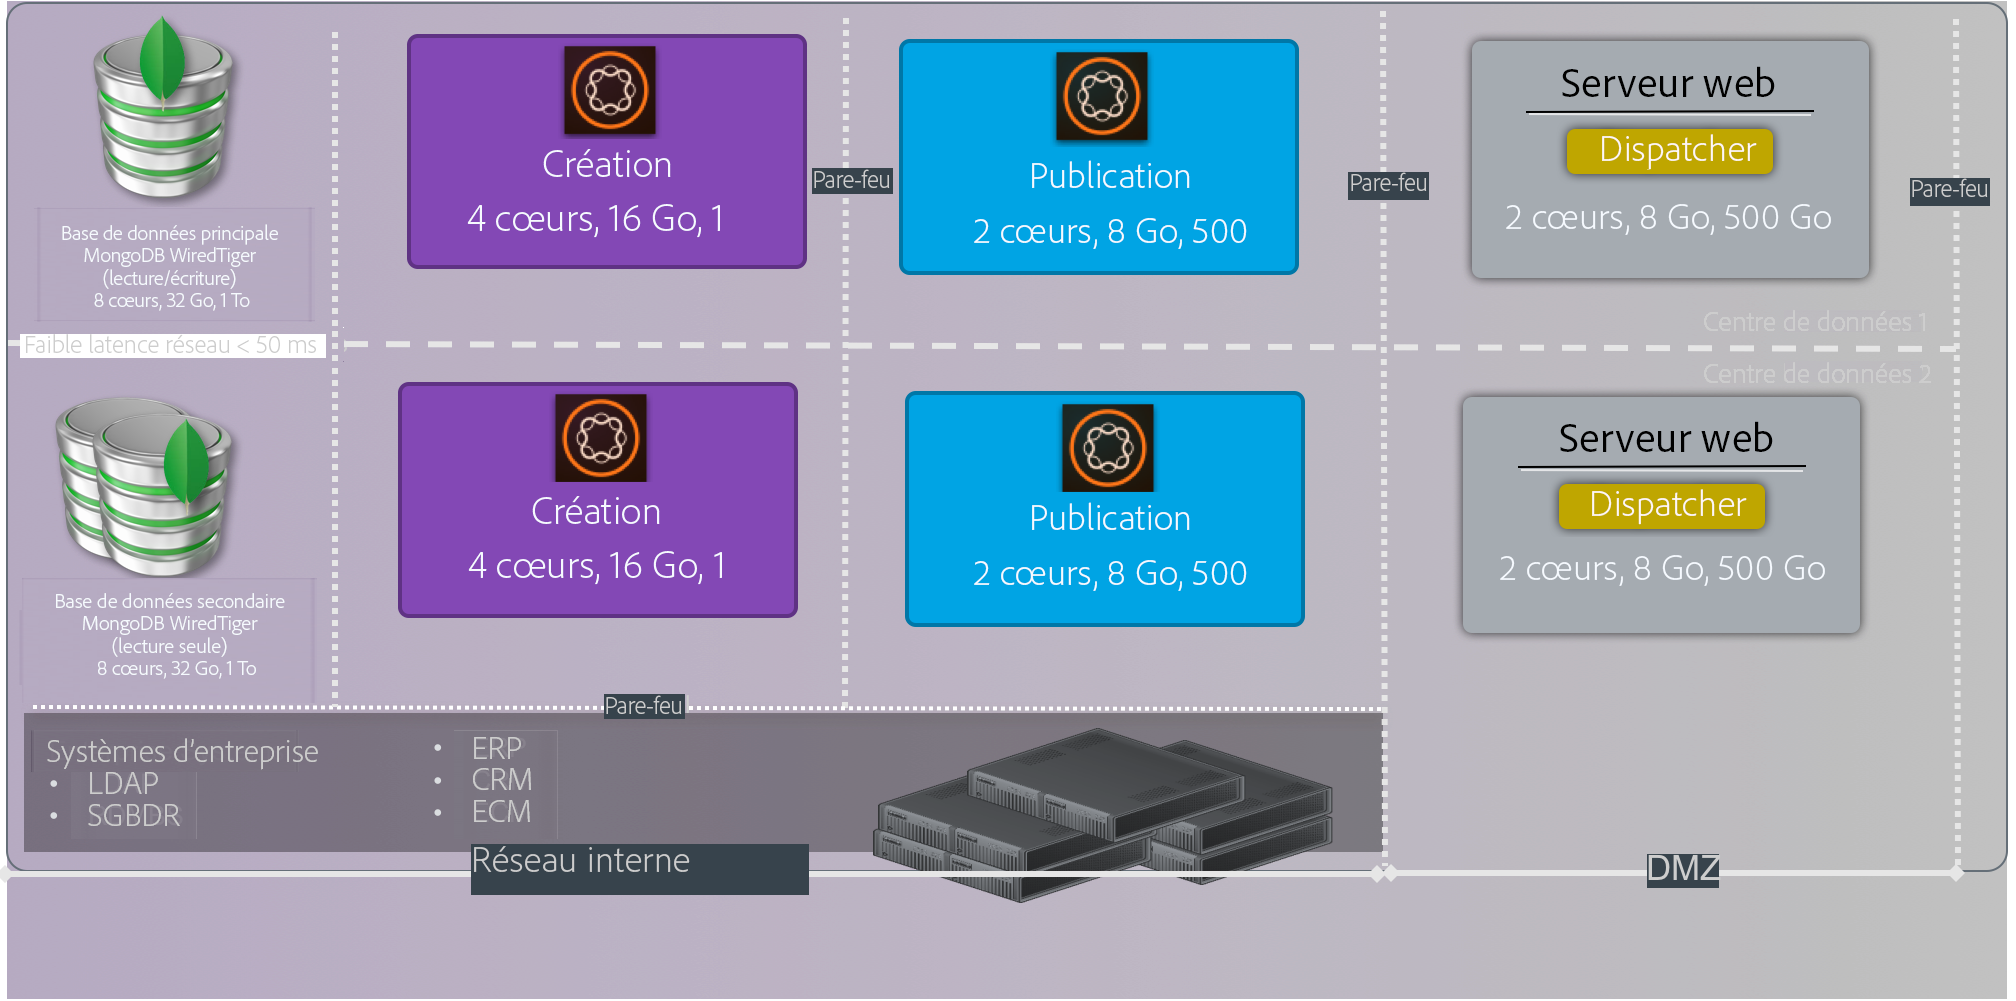 Base de données principale
MongoDB WiredTiger
(lecture/écriture)
8 cœurs, 32 Go, 1 To
Création
4 cœurs, 16 Go, 1
Pare-feu
Publication
2 cœurs, 8 Go, 500
Pare-feu
Serveur web
Dispatcher
2 cœurs, 8 Go, 500 Go
Pare-feu
Centre de données 1
Faible latence réseau < 50 ms
Centre de données 2
Base de données secondaire
MongoDB WiredTiger
(lecture seule)
8 cœurs, 32 Go, 1 To
Création
4 cœurs, 16 Go, 1
Publication
2 cœurs, 8 Go, 500
Serveur web
Dispatcher
2 cœurs, 8 Go, 500 Go
Pare-feu
Systèmes d’entreprise
• LDAP
• SGBDR
• ERP
• CRM
• ECM
Réseau interne
DMZ